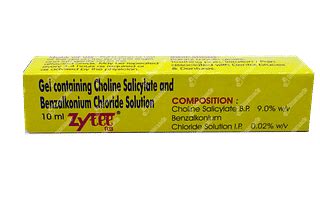 Gel containing Choline Salicylate and
Benzalkonium Chloride Solution
10 ml ZYTEE
COMPOSITION :
Choline Salicylate B.P. 9.0% w/v
Benzalkonium
Chloride Solution I.P. 0.02% w/v